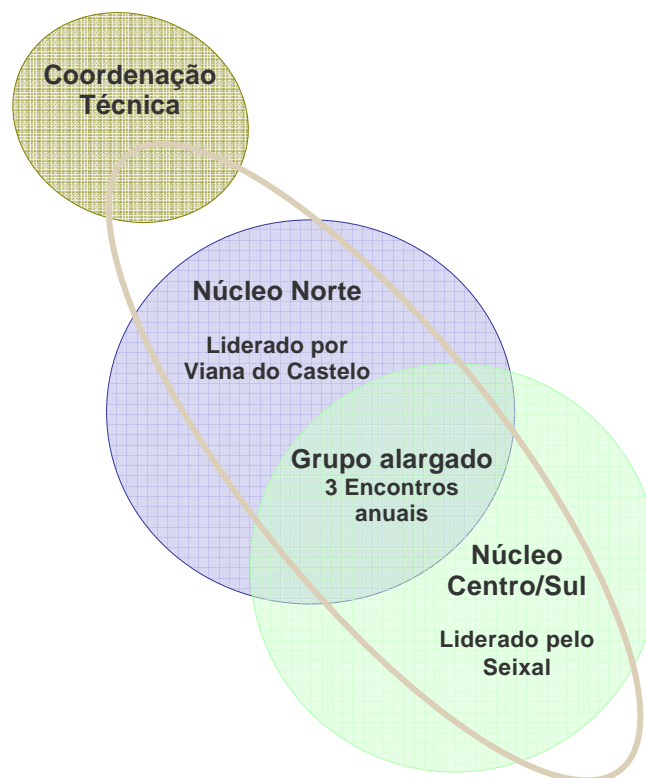 Coordenação
Técnica
Núcleo Norte
Liderado por
Viana do Castelo
Grupo alargado
3 Encontros
anuais
Núcleo
Centro/Sul
Liderado pelo
Seixal